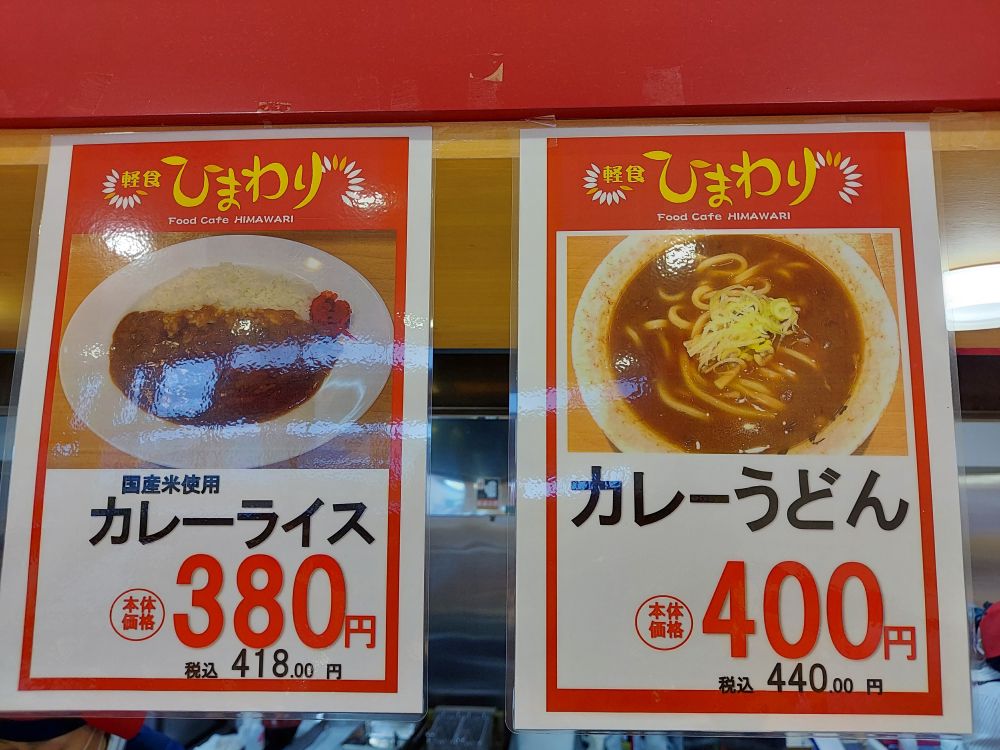 軽食 ひまわり
Food Cafe HIMAWARI
国産米使用
カレーライス
本体価格 380円
税込 418.00 円
軽食 ひまわり
Food Cafe HIMAWARI
カレーうどん
本体価格 400円
税込 440.00 円